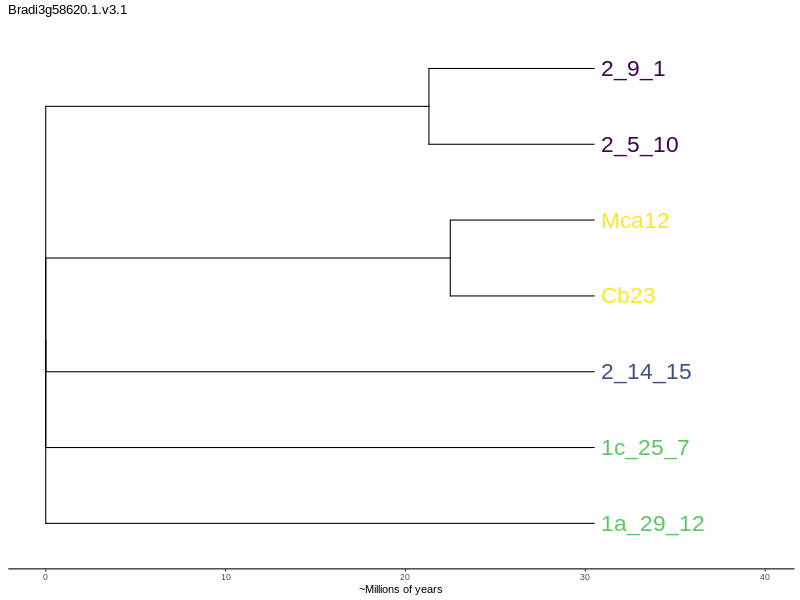 Bradi3g58620.1.v3.1
2_9_1
2_5_10
Mca12
Cb23
2_14_15
1c_25_7
1a_29_12
0 10 20 30 40
~Millions of years